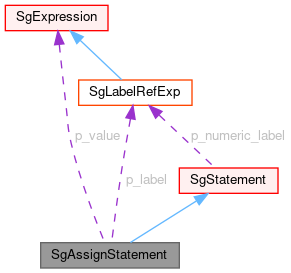 SgExpression
SgLabelRefExp
p_value
p_numeric_label
p_label
SgStatement
SgAssignStatement